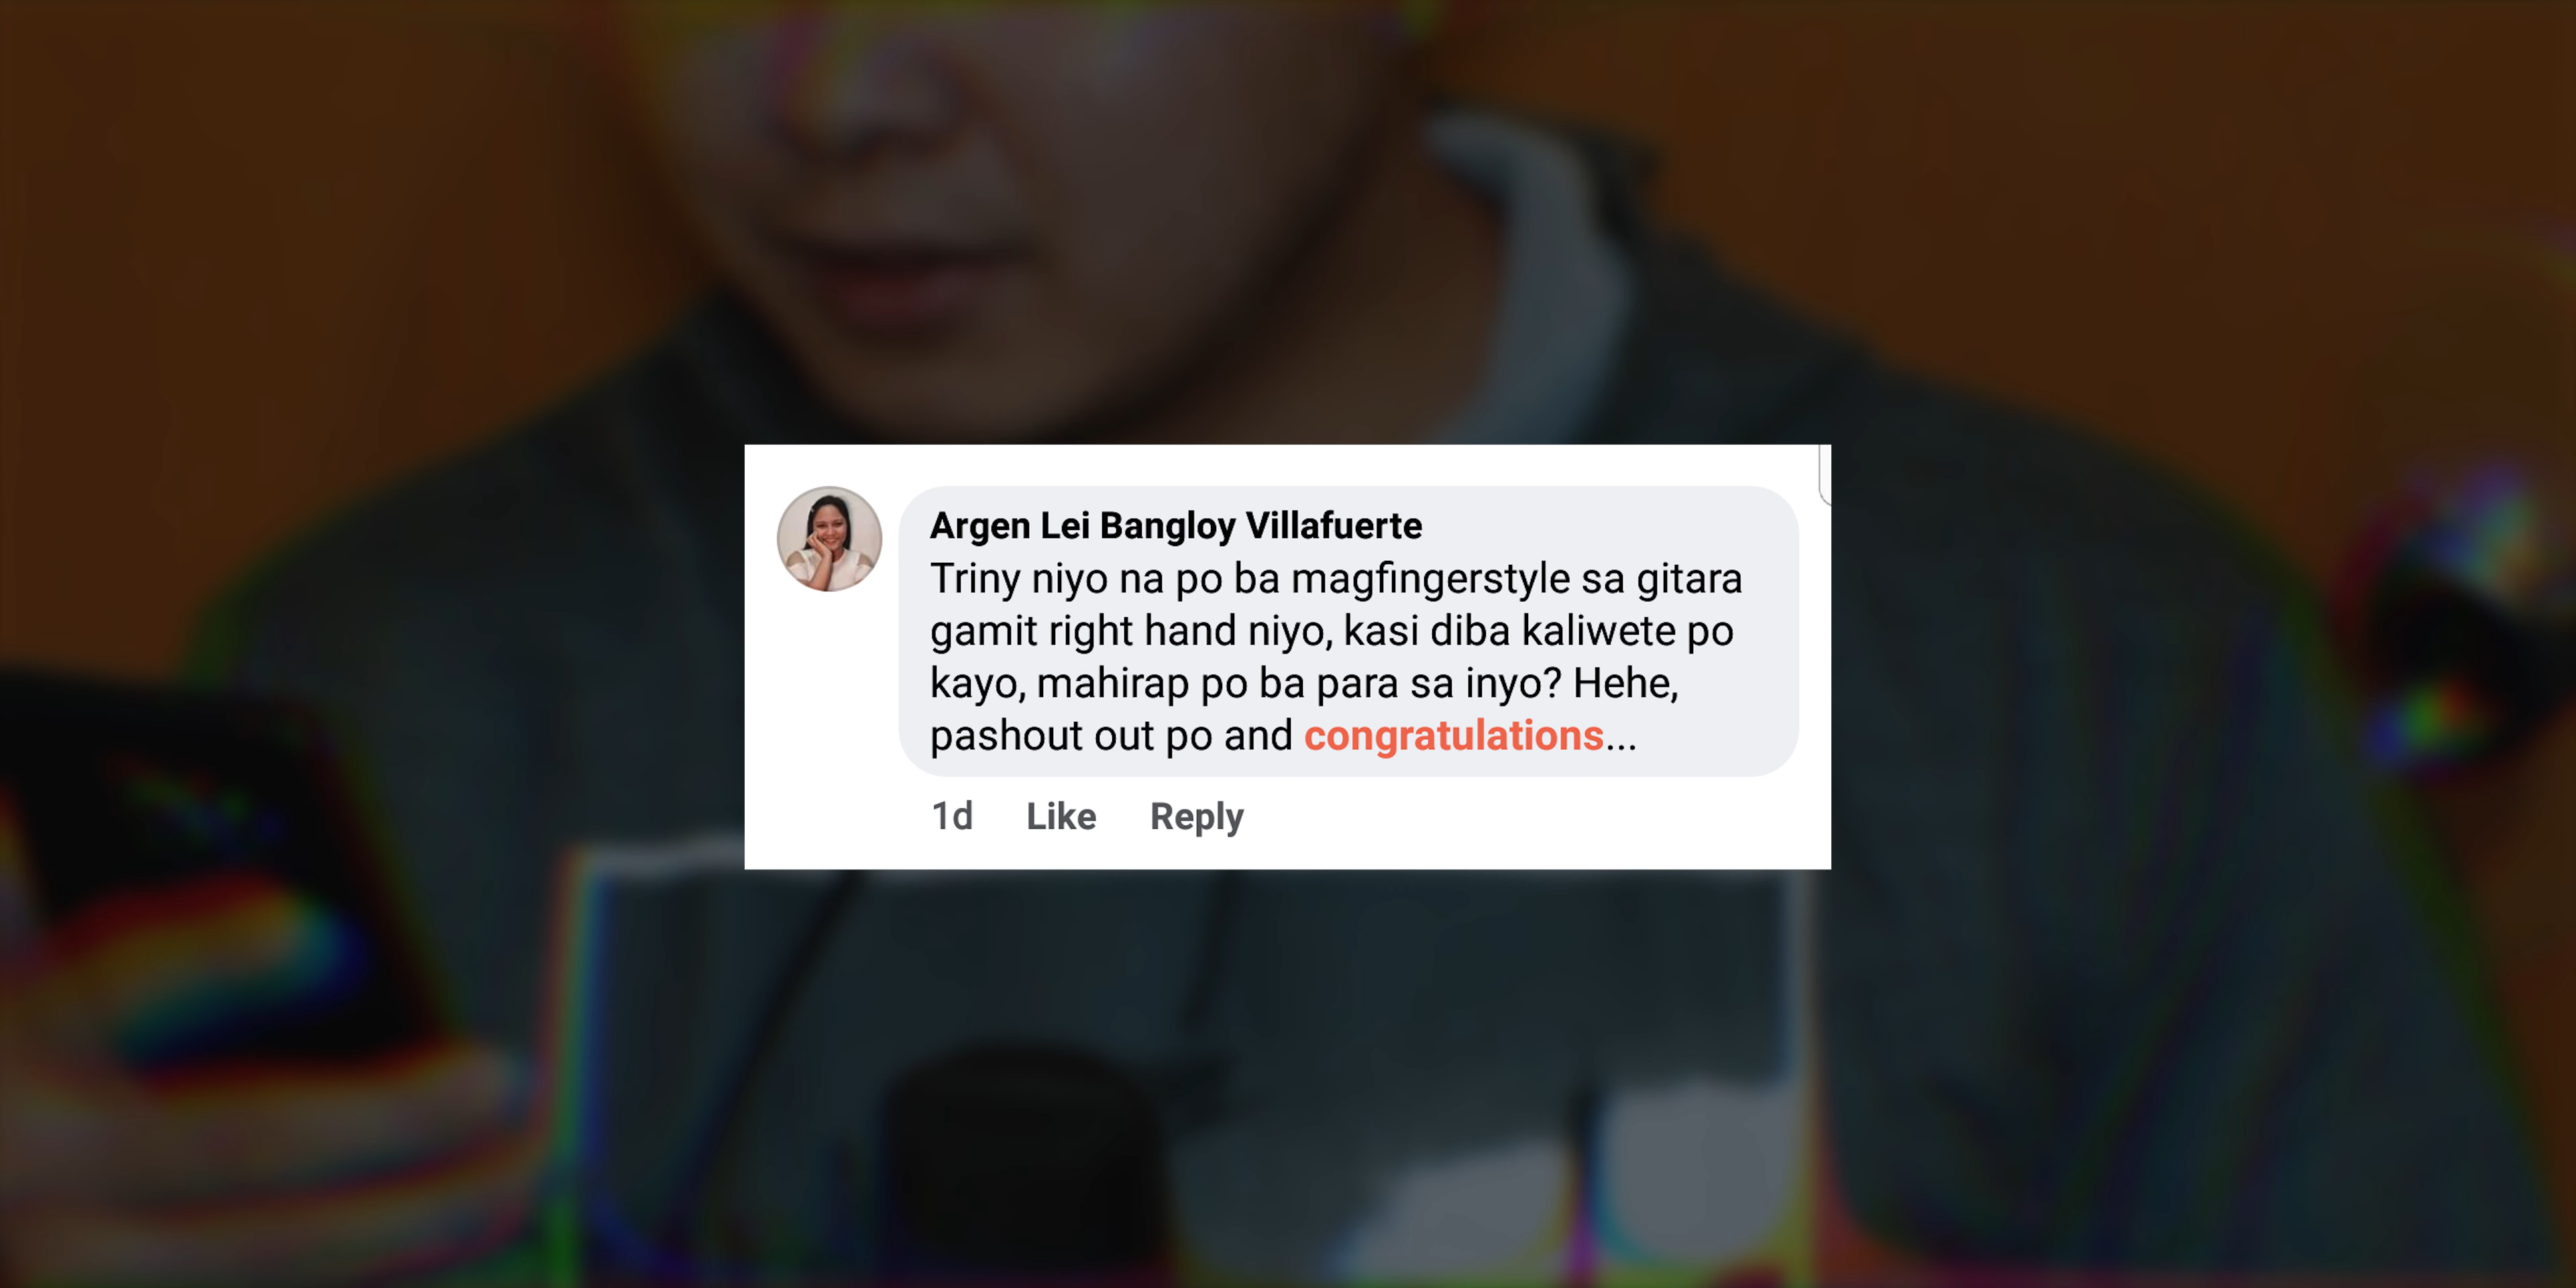 Argen Lei Bangloy Villafuerte
Triny niyo na po ba magfingerstyle sa gitara
gamit right hand niyo, kasi diba kaliwete po
kayo, mahirap po ba para sa inyo? Hehe,
pashout out po and congratulations...
1d Like Reply